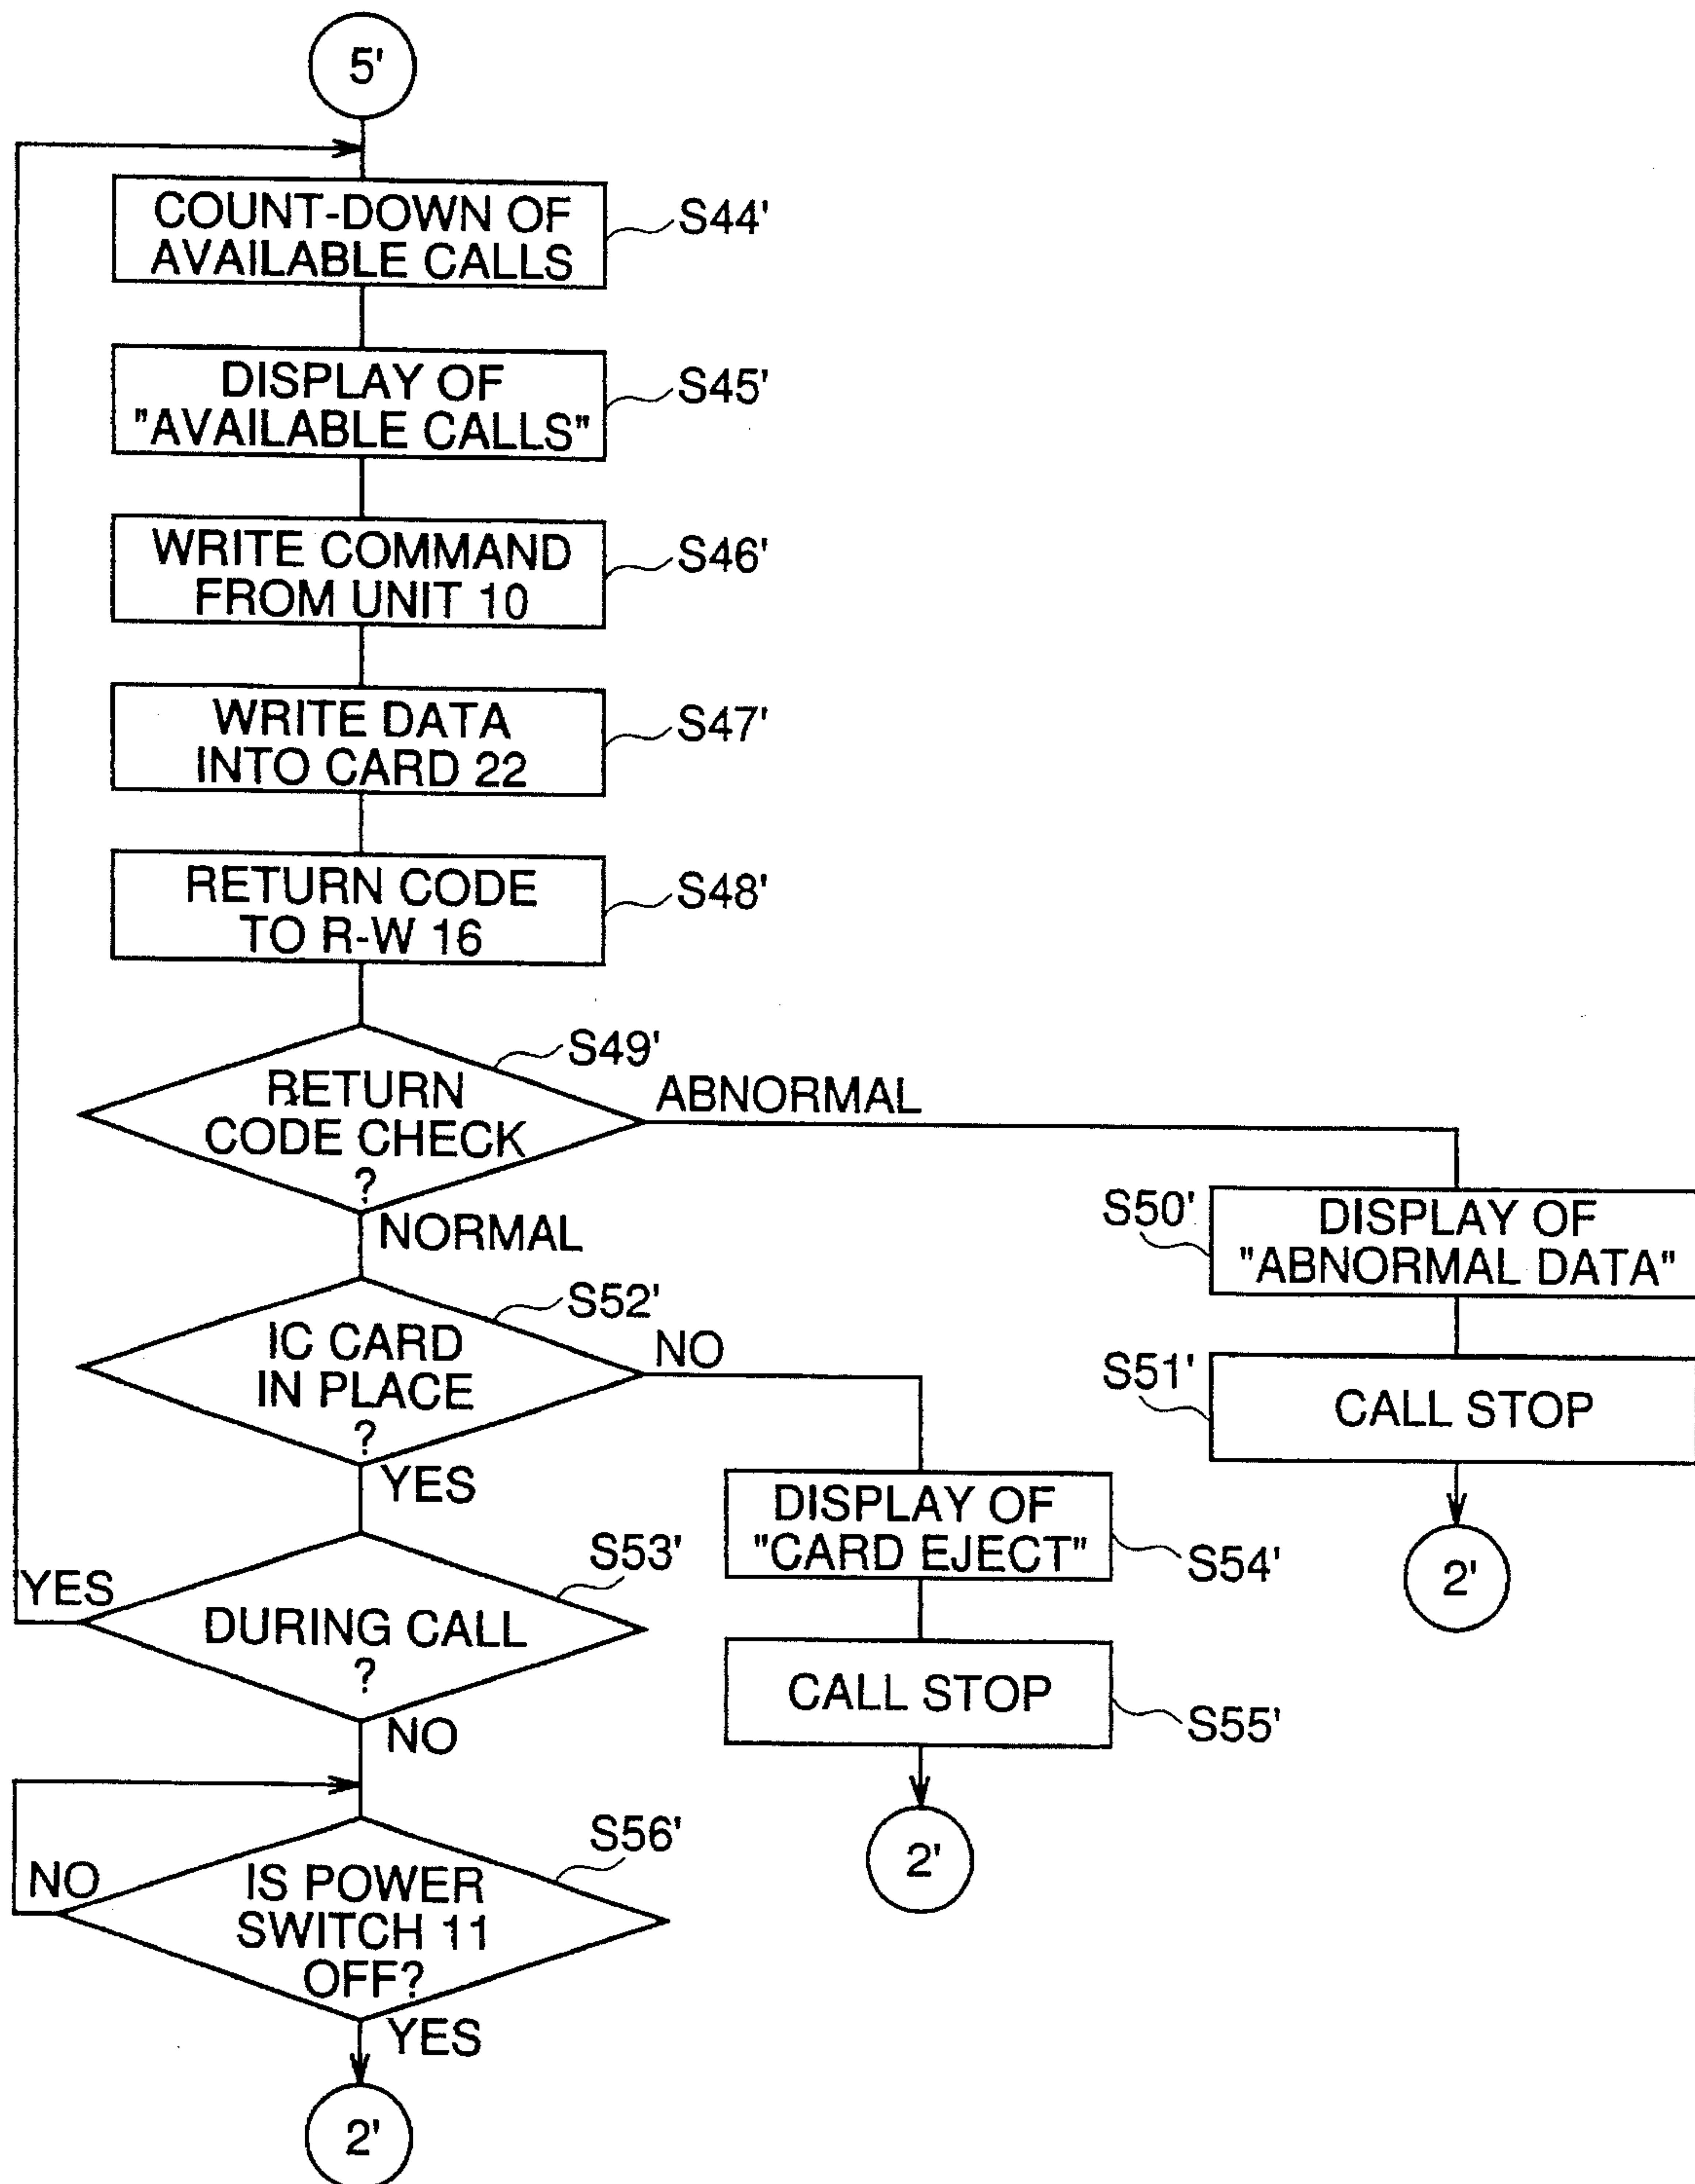 5'
COUNT-DOWN OF
AVAILABLE CALLS
S44'
DISPLAY OF
"AVAILABLE CALLS"
S45'
WRITE COMMAND
FROM UNIT 10
S46'
WRITE DATA
INTO CARD 22
S47'
RETURN CODE
TO R-W 16
S48'
S49'
RETURN
CODE CHECK
?
ABNORMAL
NORMAL
S50'
DISPLAY OF
"ABNORMAL DATA"
S51'
CALL STOP
2'
S52'
IC CARD
IN PLACE
?
NO
YES
DISPLAY OF
"CARD EJECT"
S54'
CALL STOP
S55'
2'
S53'
YES
DURING CALL
?
NO
S56'
NO
IS POWER
SWITCH 11
OFF?
YES
2'